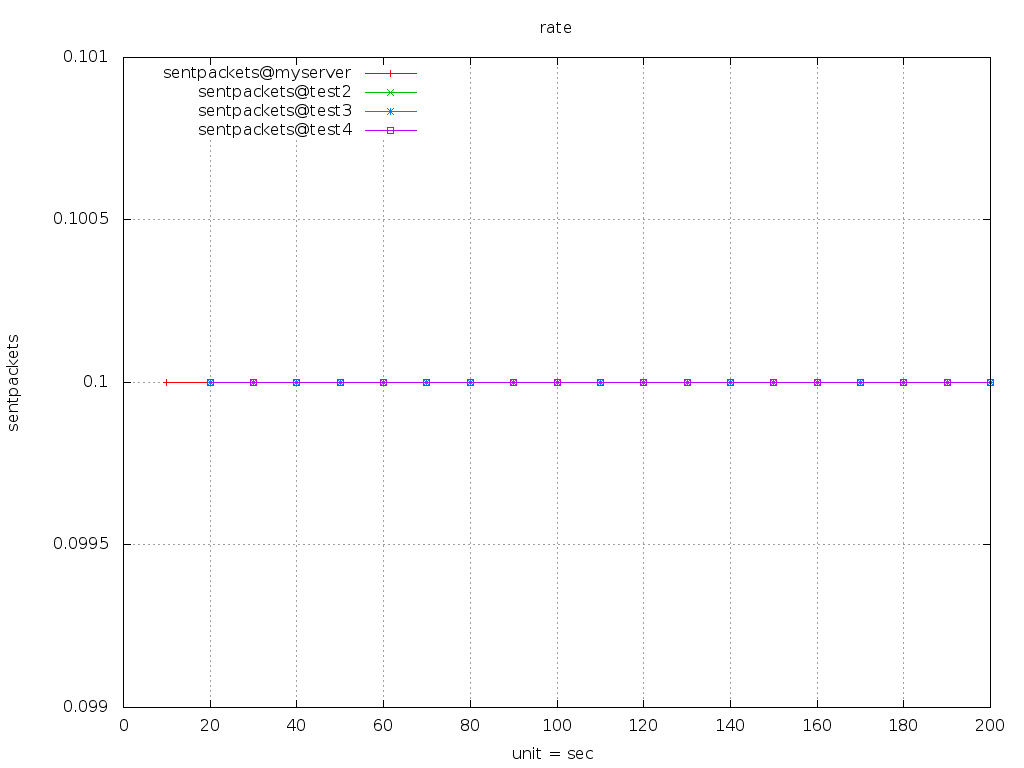 rate
0.101
sentpackets@myserver
sentpackets@test2
sentpackets@test3
sentpackets@test4
0.1005
sentpackets
0.1
0.0995
0.099
0 20 40 60 80 100 120 140 160 180 200
unit = sec